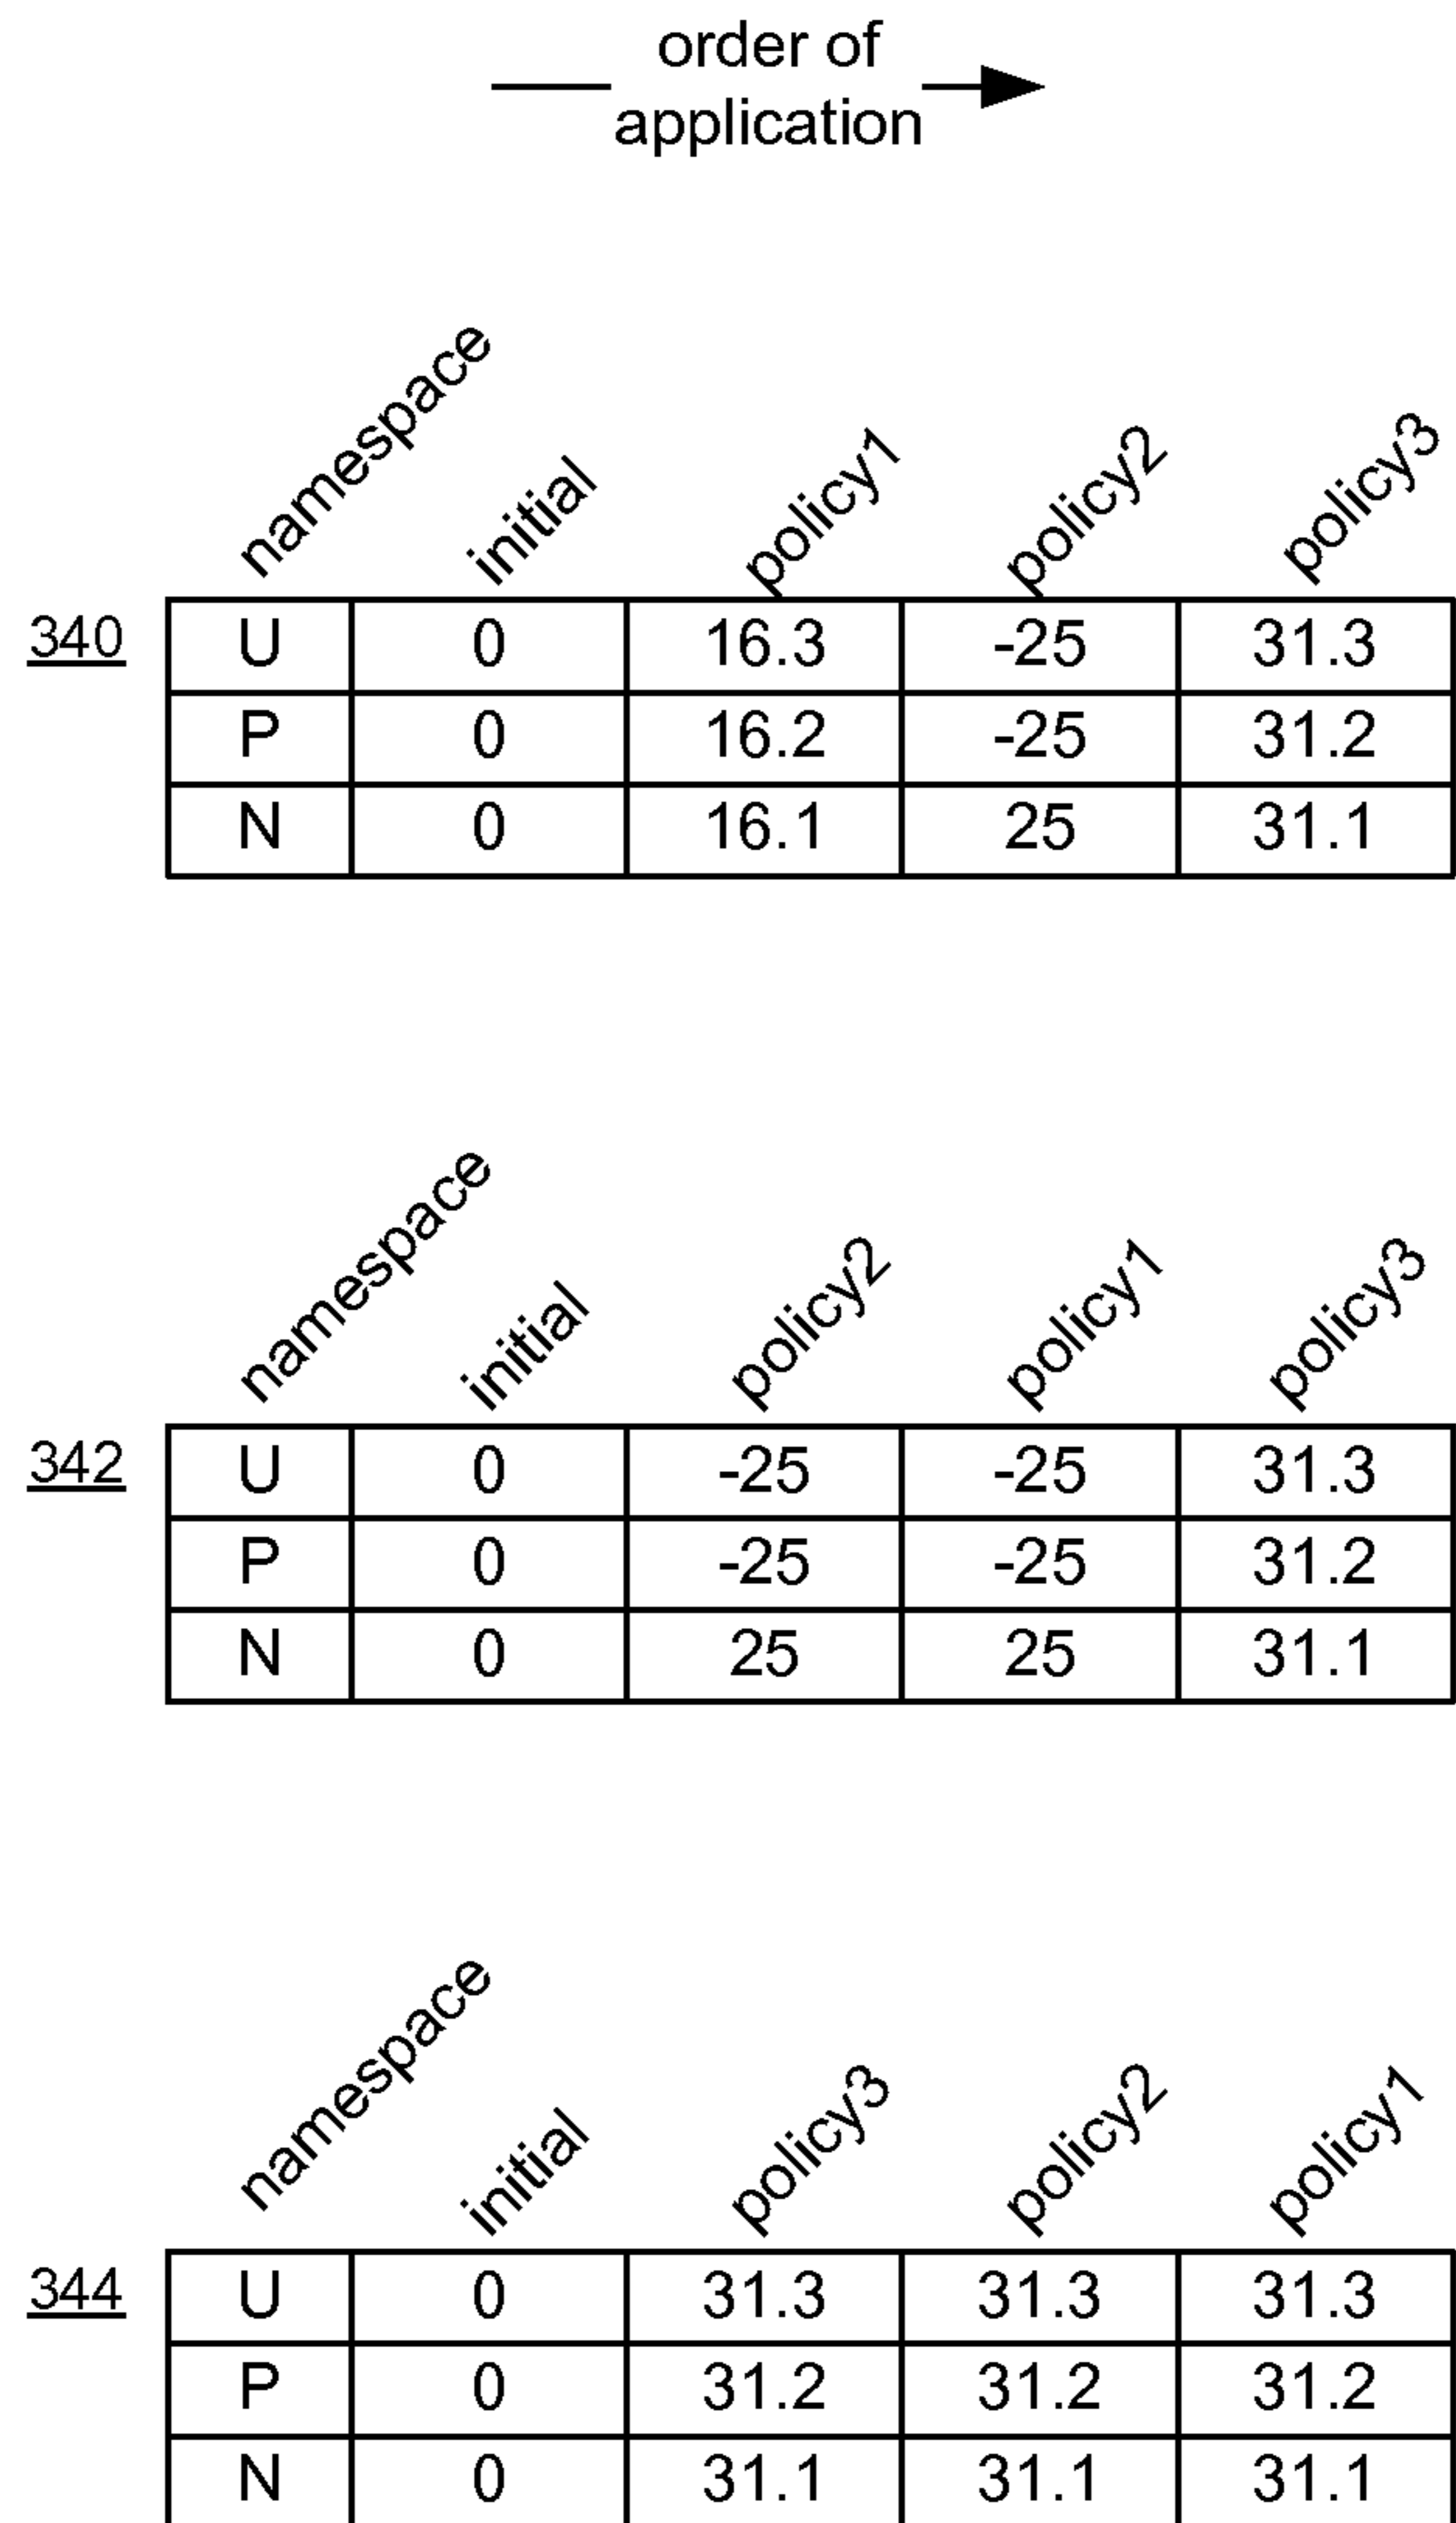 order of
application
namespace initial policy1 policy2 policy3
340 U 0 16.3 -25 31.3
P 0 16.2 -25 31.2
N 0 16.1 25 31.1
namespace initial policy2 policy1 policy3
342 U 0 -25 -25 31.3
P 0 -25 -25 31.2
N 0 25 25 31.1
namespace initial policy3 policy2 policy1
344 U 0 31.3 31.3 31.3
P 0 31.2 31.2 31.2
N 0 31.1 31.1 31.1